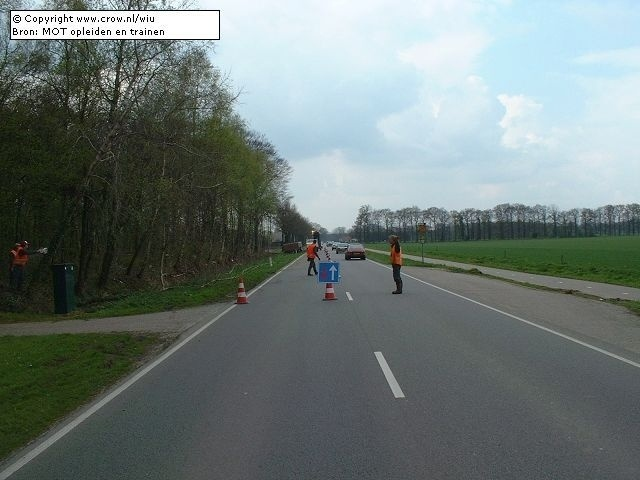 © Copyright www.crow.nl/wiu
Bron: MOT opleiden en trainen